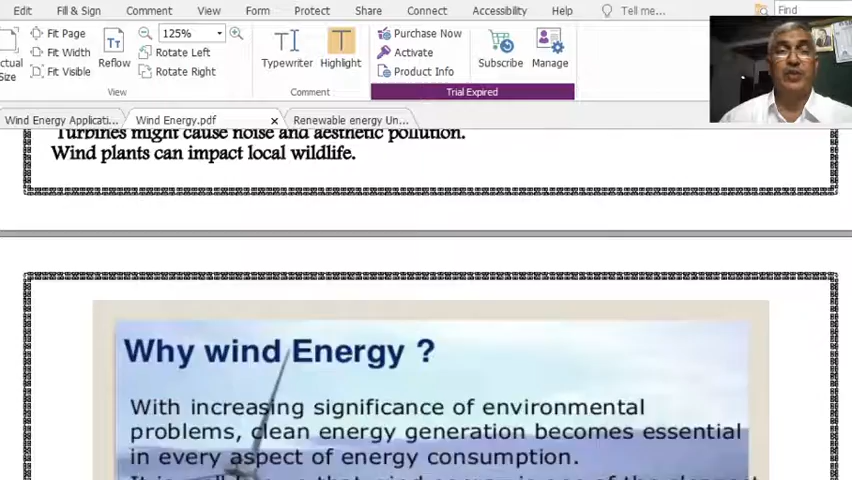 Edit Fill & Sign Comment View Form Protect Share Connect Accessibility Help Tell me... Find
Fit Page 125% Purchase Now
Fit Width Rotate Left Activate
Size Reflow Typewriter Highlight Subscribe Manage
Fit Visible Rotate Right Product Info
View Comment Trial Expired
Wind Energy Applicati... Wind Energy.pdf × Renewable energy Un...
Turbines might cause noise and aesthetic pollution.
Wind plants can impact local wildlife.
Why wind Energy ?
With increasing significance of environmental
problems, clean energy generation becomes essential
in every aspect of energy consumption.